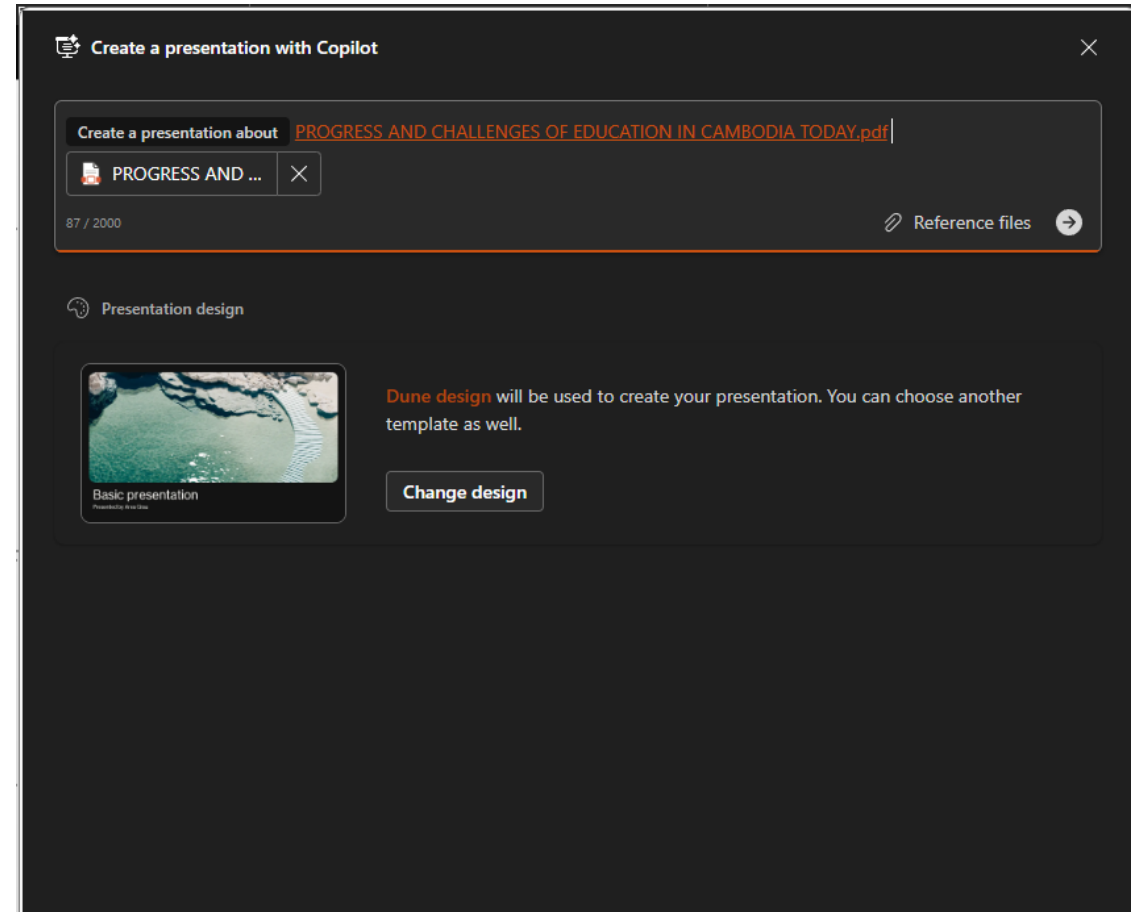 Create a presentation with Copilot
Create a presentation about PROGRESS AND CHALLENGES OF EDUCATION IN CAMBODIA TODAY.pdf
PROGRESS AND ...
87 / 2000
Reference files
Presentation design
Dune design will be used to create your presentation. You can choose another
template as well.
Basic presentation
Change design